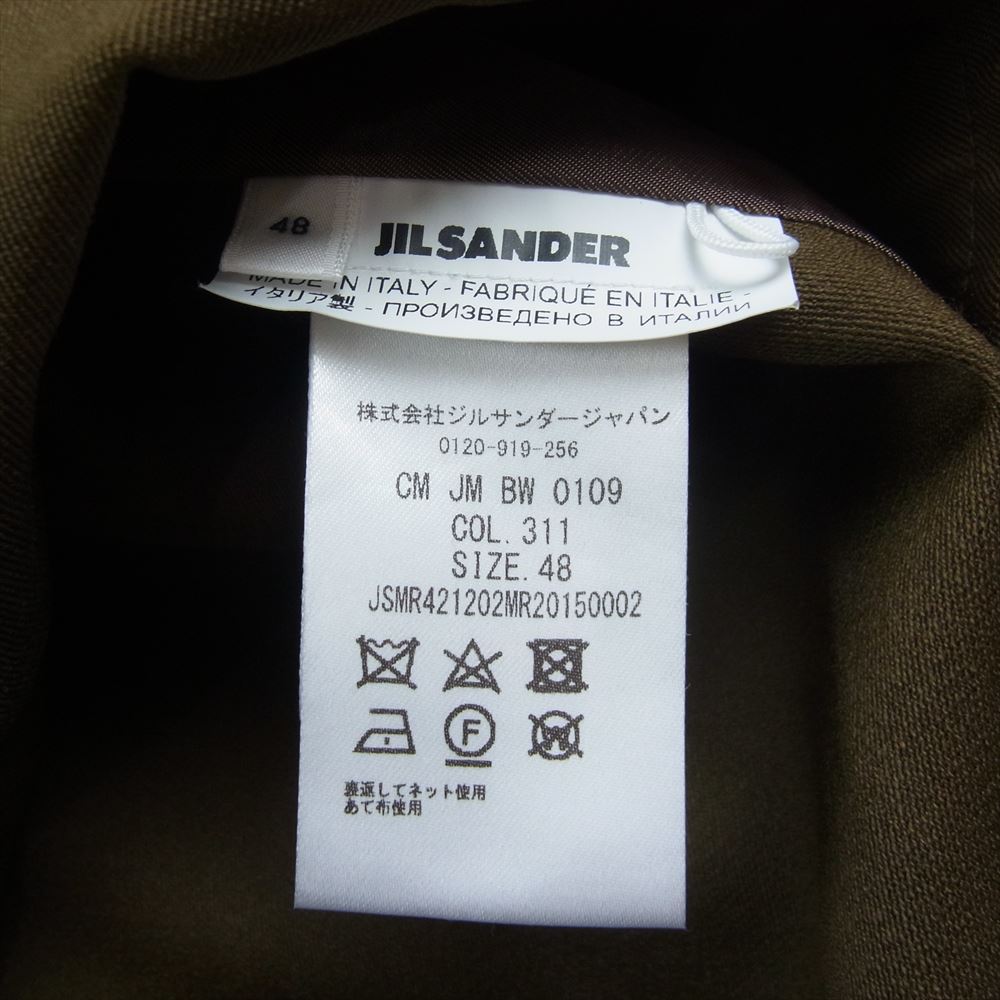 48
JIL SANDER
MADE IN ITALY - FABRIQUÉ EN ITALIE -
イタリア製 - ПРОИЗВЕДЕНО В ИТАЛИИ
株式会社ジルサンダージャパン
0120-919-256
CM JM BW 0109
COL. 311
SIZE. 48
JSMR421202MR20150002
F
W
裏返してネット使用
あて布使用